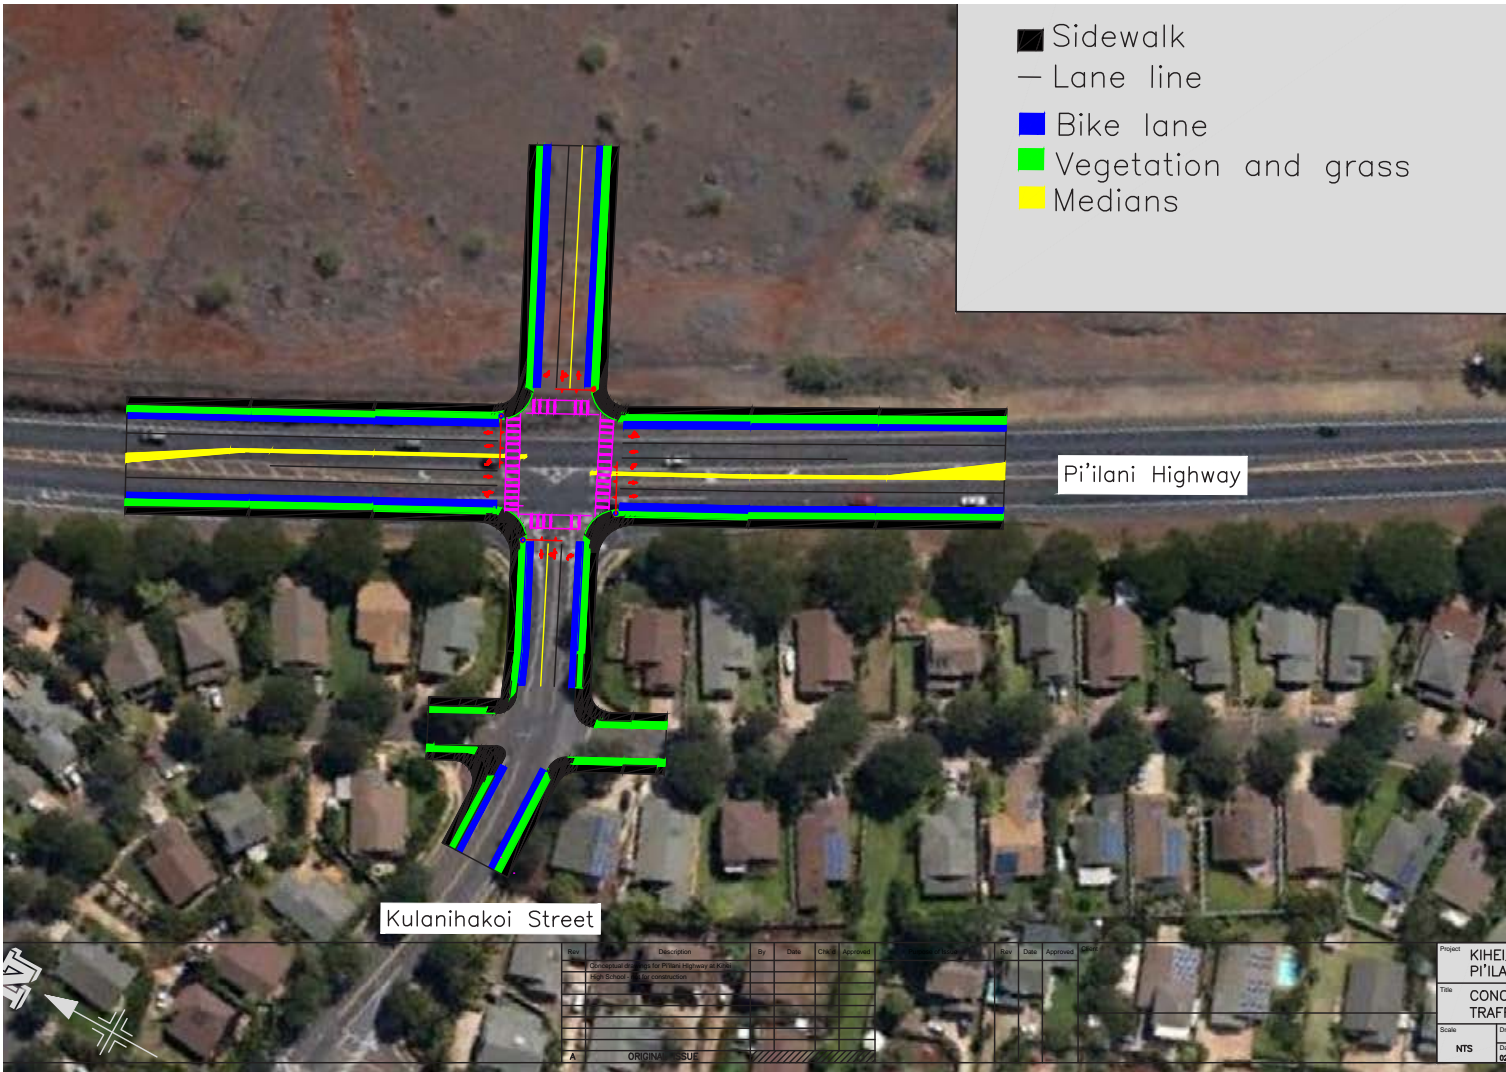 Sidewalk
Lane line
Bike lane
Vegetation and grass
Medians
Pi'ilani Highway
Kulanihakoi Street
N
Rev Description By Date Approved
Rev Date Approved
Conceptual drawings for Pi'ilani Highway at Kihei
High School - for construction
A ORIGINAL ISSUE
Project
KIHEI
PI'ILA
Title
CONC
TRAFF
Scale
NTS